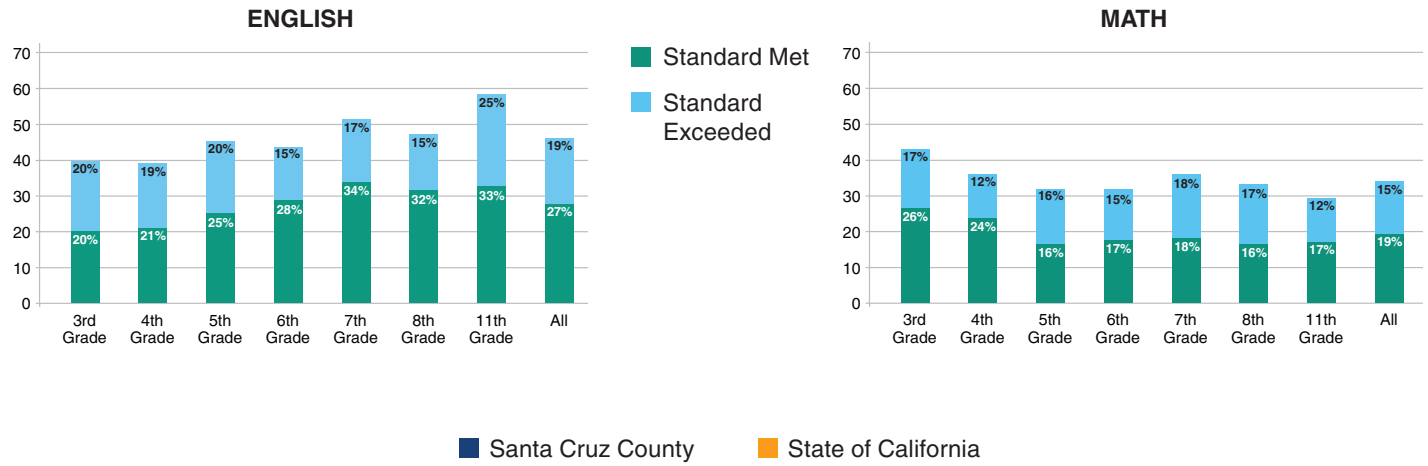 ENGLISH
70
60
50
40
30
20
10
0
20%
19%
20%
15%
17%
15%
25%
19%
20%
21%
25%
28%
34%
32%
33%
27%
3rd
Grade
4th
Grade
5th
Grade
6th
Grade
7th
Grade
8th
Grade
11th
Grade
All
Standard Met
Standard
Exceeded
MATH
70
60
50
40
30
20
10
0
17%
12%
16%
15%
18%
17%
12%
15%
26%
24%
16%
17%
18%
16%
17%
19%
3rd
Grade
4th
Grade
5th
Grade
6th
Grade
7th
Grade
8th
Grade
11th
Grade
All
Santa Cruz County
State of California